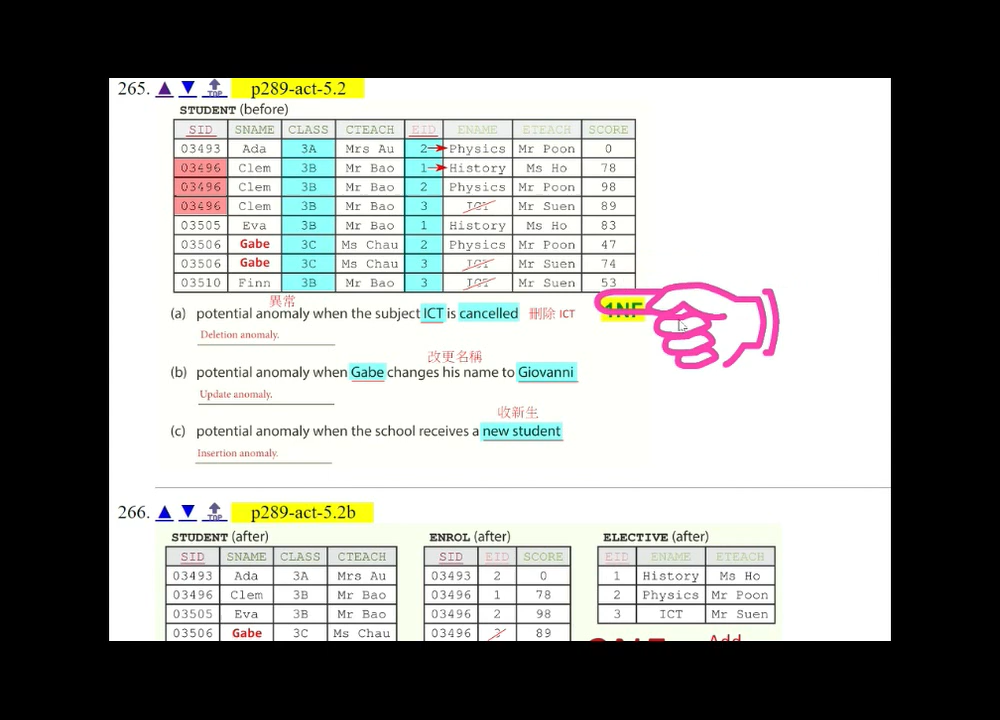 265. ▲ ▼ TOP p289-act-5.2
STUDENT (before)
SID SNAME CLASS CTEACH EID ENAME ETEACH SCORE
03493 Ada 3A Mrs Au 2 Physics Mr Poon 0
03496 Clem 3B Mr Bao 1 History Ms Ho 78
03496 Clem 3B Mr Bao 2 Physics Mr Poon 98
03496 Clem 3B Mr Bao 3 ICT Mr Suen 89
03505 Eva 3B Mr Bao 1 History Ms Ho 83
03506 Gabe 3C Ms Chau 2 Physics Mr Poon 47
03506 Gabe 3C Ms Chau 3 ICT Mr Suen 74
03510 Finn 3B Mr Bao 3 ICT Mr Suen 53
異常
(a) potential anomaly when the subject ICT is cancelled 刪除 ICT 1NF
Deletion anomaly.
改更名稱
(b) potential anomaly when Gabe changes his name to Giovanni
Update anomaly.
收新生
(c) potential anomaly when the school receives a new student
Insertion anomaly.
266. ▲ ▼ TOP p289-act-5.2b
STUDENT (after) ENROL (after) ELECTIVE (after)
SID SNAME CLASS CTEACH SID EID SCORE EID ENAME ETEACH
03493 Ada 3A Mrs Au 03493 2 0 1 History Ms Ho
03496 Clem 3B Mr Bao 03496 1 78 2 Physics Mr Poon
03505 Eva 3B Mr Bao 03496 2 98 3 ICT Mr Suen
03506 Gabe 3C Ms Chau 03496 3 89 Add